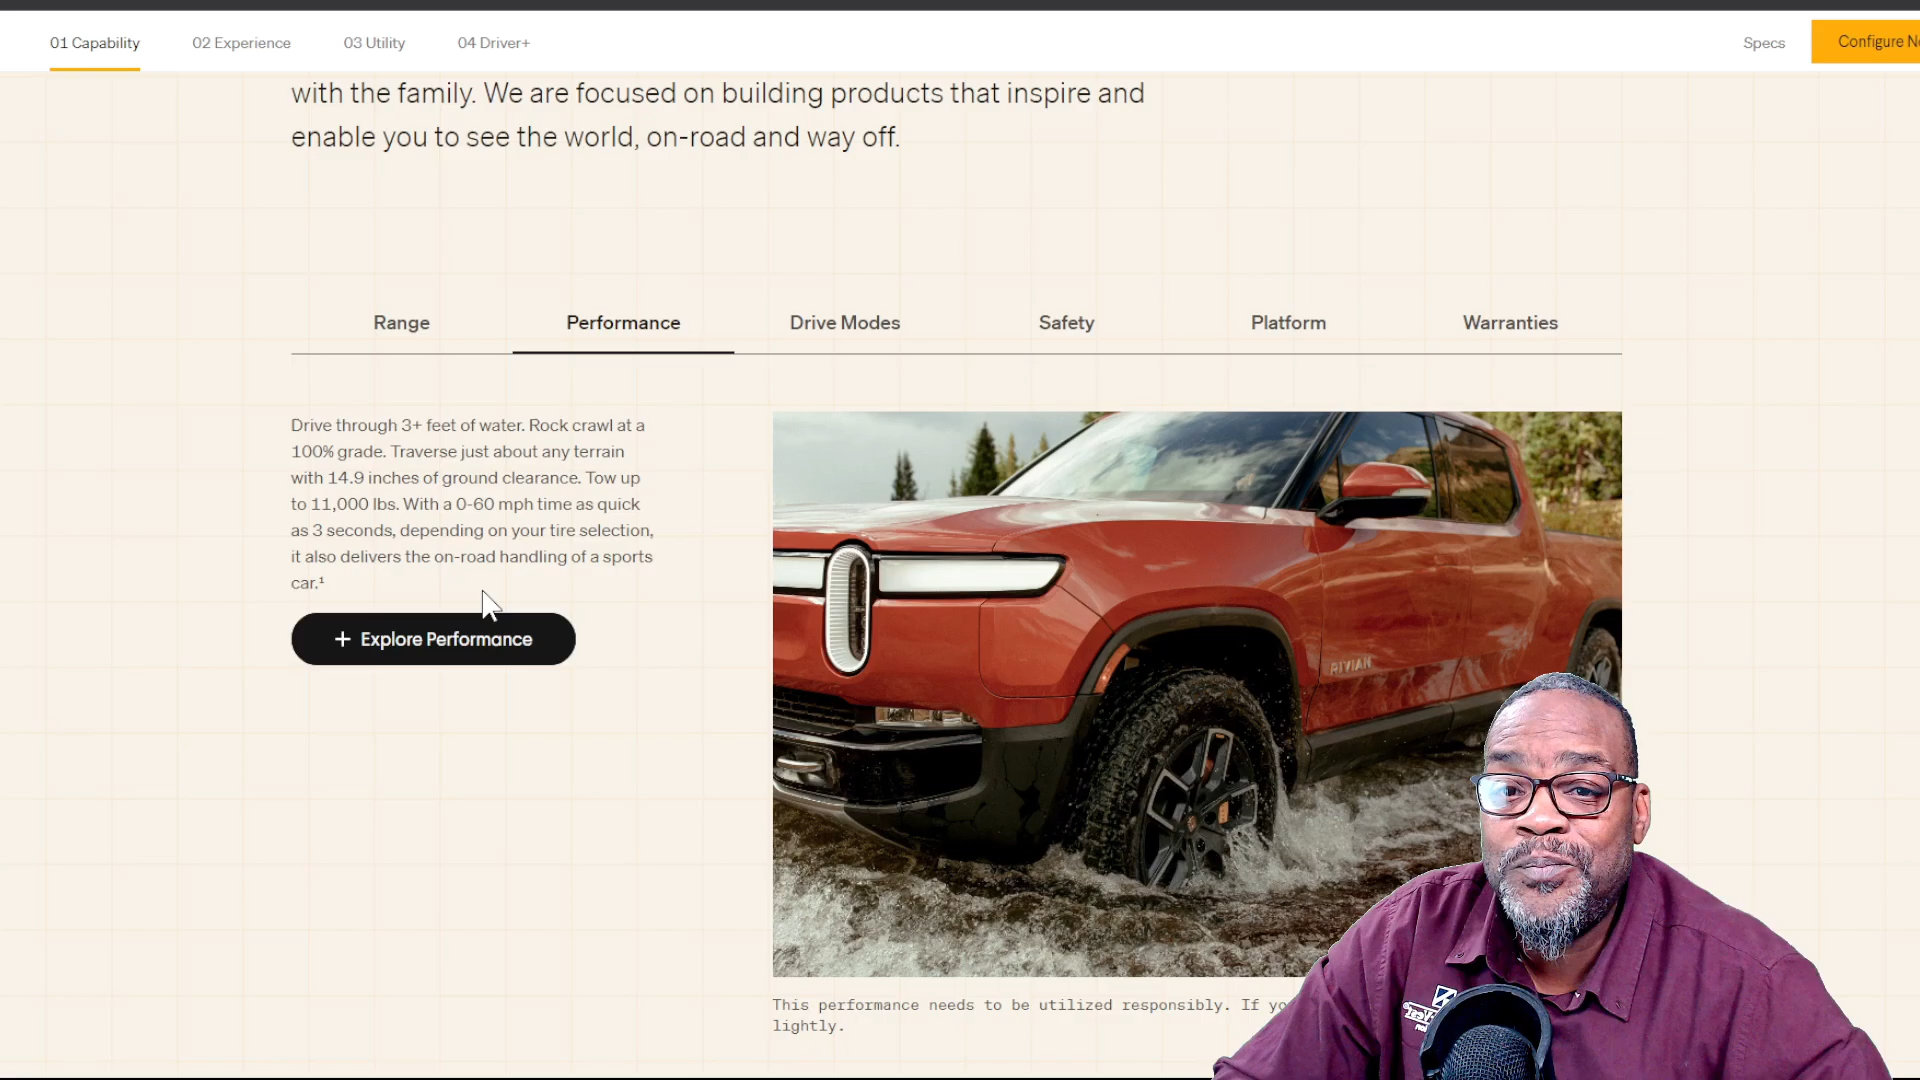 01 Capability
02 Experience
03 Utility
04 Driver+
Specs
Configure
with the family. We are focused on building products that inspire and
enable you to see the world, on-road and way off.
Range
Performance
Drive Modes
Safety
Platform
Warranties
Drive through 3+ feet of water. Rock crawl at a
100% grade. Traverse just about any terrain
with 14.9 inches of ground clearance. Tow up
to 11,000 lbs. With a 0-60 mph time as quick
as 3 seconds, depending on your tire selection,
it also delivers the on-road handling of a sports
car.¹
+ Explore Performance
RIVIAN
This performance needs to be utilized responsibly. If
lightly.